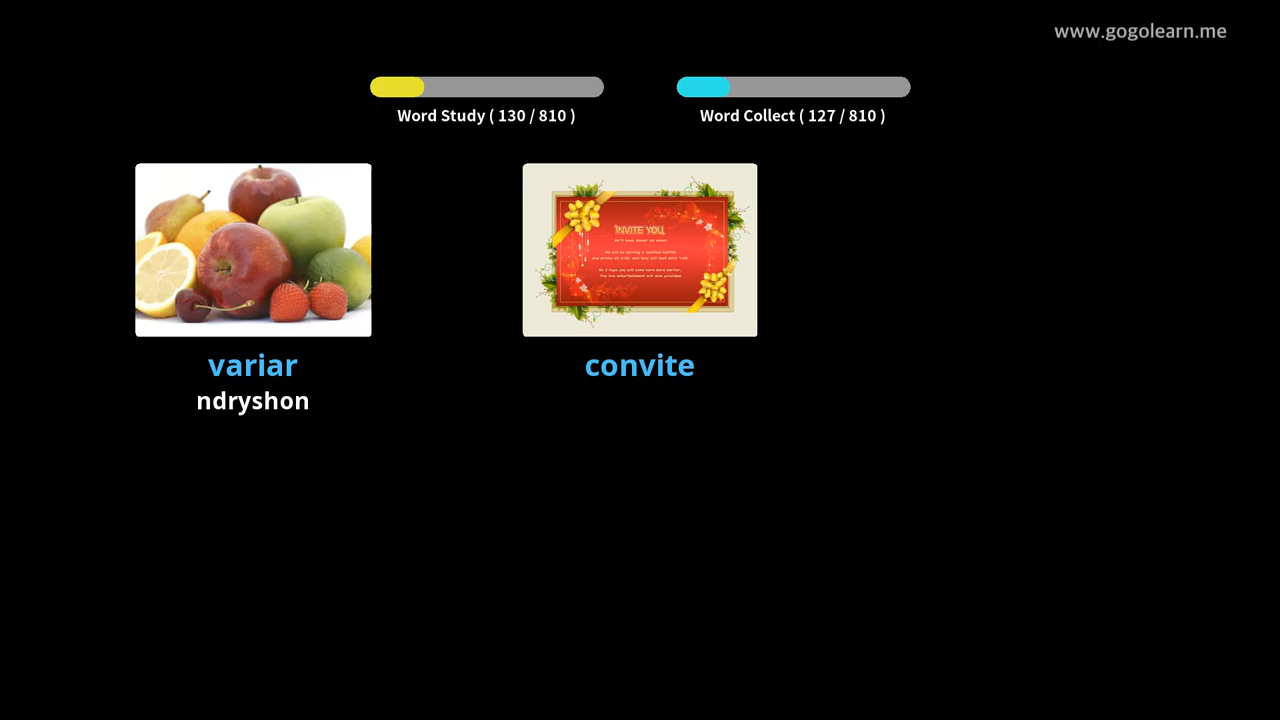 www.gogolearn.me
Word Study ( 130 / 810 )
Word Collect ( 127 / 810 )
INVITE YOU
variar
convite
ndryshon